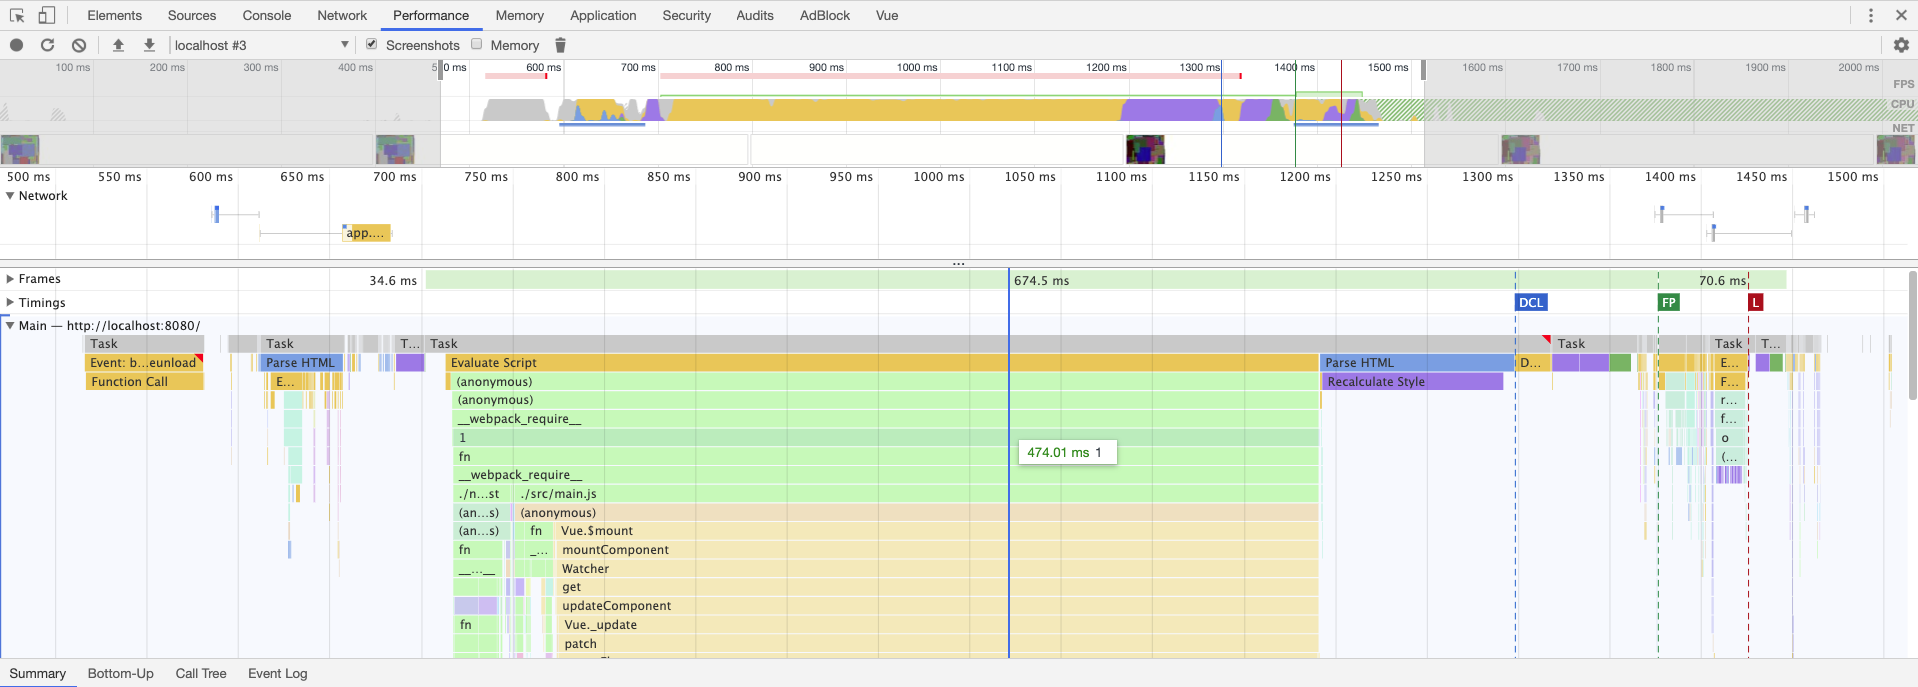 Elements Sources Console Network Performance Memory Application Security Audits AdBlock Vue
localhost #3 Screenshots Memory
100 ms 200 ms 300 ms 400 ms 5 0 ms 600 ms 700 ms 800 ms 900 ms 1000 ms 1100 ms 1200 ms 1300 ms 1400 ms 1500 ms 1600 ms 1700 ms 1800 ms 1900 ms 2000 ms
FPS
CPU
NET
500 ms 550 ms 600 ms 650 ms 700 ms 750 ms 800 ms 850 ms 900 ms 950 ms 1000 ms 1050 ms 1100 ms 1150 ms 1200 ms 1250 ms 1300 ms 1350 ms 1400 ms 1450 ms 1500 ms
Network
app....
...
Frames 34.6 ms 674.5 ms 70.6 ms
Timings DCL FP L
Main — http://localhost:8080/
Task Task T... Task Task Task T...
Event: b...eunload Parse HTML Evaluate Script Parse HTML D... E...
Function Call E... (anonymous) Recalculate Style F...
(anonymous) r...
__webpack_require__ f...
1 o
fn 474.01 ms 1 (...
__webpack_require__
./n...st ./src/main.js
(an...s) (anonymous)
(an...s) fn Vue.$mount
fn _... mountComponent
__...__ Watcher
get
updateComponent
fn Vue._update
patch
Summary Bottom-Up Call Tree Event Log